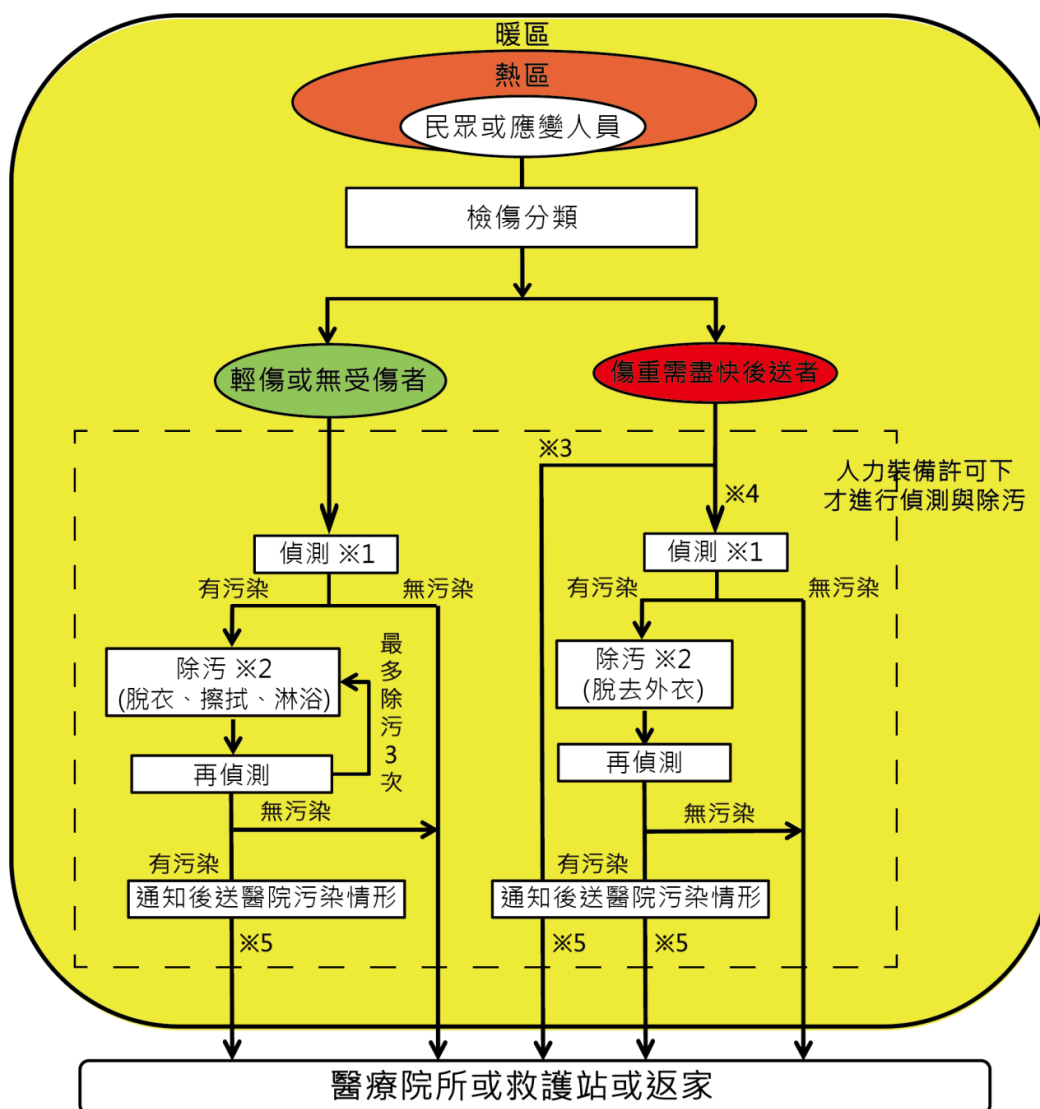 暖區
熱區
民眾或應變人員
檢傷分類
輕傷或無受傷者
傷重需盡快後送者
人力裝備許可下
才進行偵測與除污
※3
※4
偵測 ※1
偵測 ※1
有污染
無污染
有污染
無污染
除污 ※2
(脫衣、擦拭、淋浴)
最多除污3次
除污 ※2
(脫去外衣)
再偵測
再偵測
無污染
無污染
有污染
有污染
通知後送醫院污染情形
通知後送醫院污染情形
※5
※5
※5
醫療院所或救護站或返家